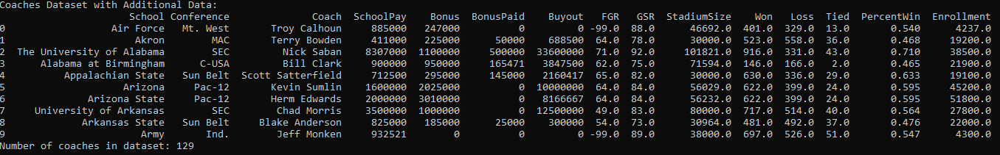 Coaches Dataset with Additional Data:
School Conference Coach SchoolPay Bonus BonusPaid Buyout FGR GSR StadiumSize Won Loss Tied PercentWin Enrollment
0 Air Force Mt. West Troy Calhoun 885000 247000 0 0 -99.0 88.0 46692.0 401.0 329.0 13.0 0.540 4237.0
1 Akron MAC Terry Bowden 411000 225000 50000 688500 64.0 78.0 30000.0 523.0 558.0 36.0 0.468 19200.0
2 The University of Alabama SEC Nick Saban 8307000 1100000 500000 33600000 71.0 92.0 101821.0 916.0 331.0 43.0 0.710 38500.0
3 Alabama at Birmingham C-USA Bill Clark 900000 950000 165471 3847500 62.0 75.0 71594.0 146.0 166.0 2.0 0.465 21900.0
4 Appalachian State Sun Belt Scott Satterfield 712500 295000 145000 2160417 65.0 82.0 30000.0 630.0 336.0 29.0 0.633 19100.0
5 Arizona Pac-12 Kevin Sumlin 1600000 2025000 0 10000000 64.0 84.0 56029.0 622.0 399.0 24.0 0.595 45200.0
6 Arizona State Pac-12 Herm Edwards 2000000 3010000 0 8166667 64.0 84.0 56232.0 622.0 399.0 24.0 0.595 51800.0
7 University of Arkansas SEC Chad Morris 3500000 1000000 0 12500000 49.0 83.0 80000.0 717.0 514.0 40.0 0.564 27800.0
8 Arkansas State Sun Belt Blake Anderson 825000 185000 25000 300000 54.0 73.0 30964.0 481.0 492.0 37.0 0.476 22000.0
9 Army Ind. Jeff Monken 932521 0 0 0 -99.0 89.0 38000.0 697.0 526.0 51.0 0.547 4300.0
Number of coaches in dataset: 129